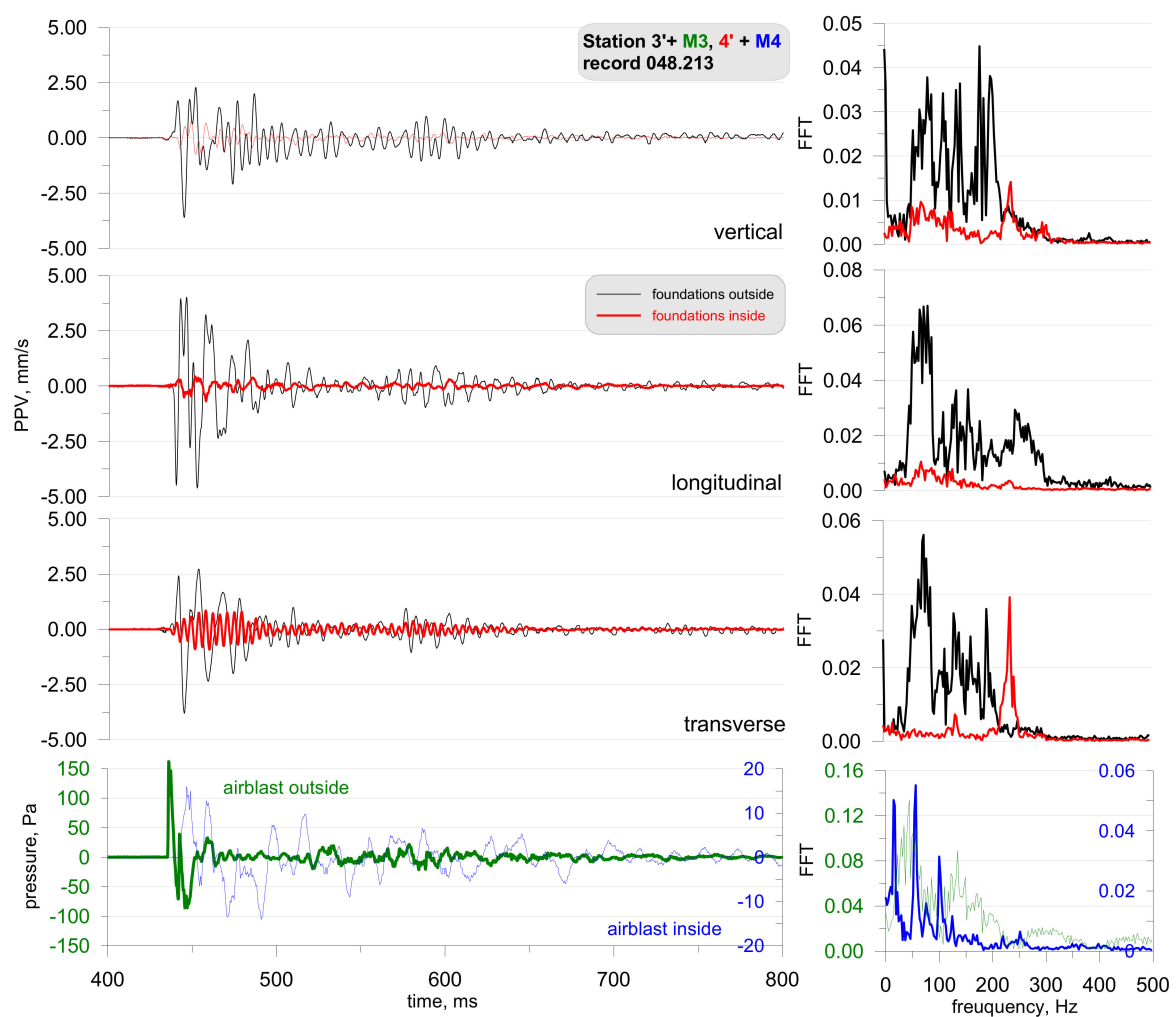 5.00
2.50
0.00
-2.50
-5.00
Station 3'+ M3, 4' + M4
record 048.213
vertical
0.05
0.04
0.03
0.02
0.01
0.00
FFT
PPV, mm/s
5.00
2.50
0.00
-2.50
-5.00
foundations outside
foundations inside
longitudinal
0.08
0.06
0.04
0.02
0.00
FFT
5.00
2.50
0.00
-2.50
-5.00
transverse
0.06
0.04
0.02
0.00
FFT
pressure, Pa
150
100
50
0
-50
-100
-150
airblast outside
airblast inside
20
10
0
-10
-20
400 500 600 700 800
time, ms
0.16
0.12
0.08
0.04
0.00
FFT
0.06
0.04
0.02
0
0 100 200 300 400 500
freuquency, Hz